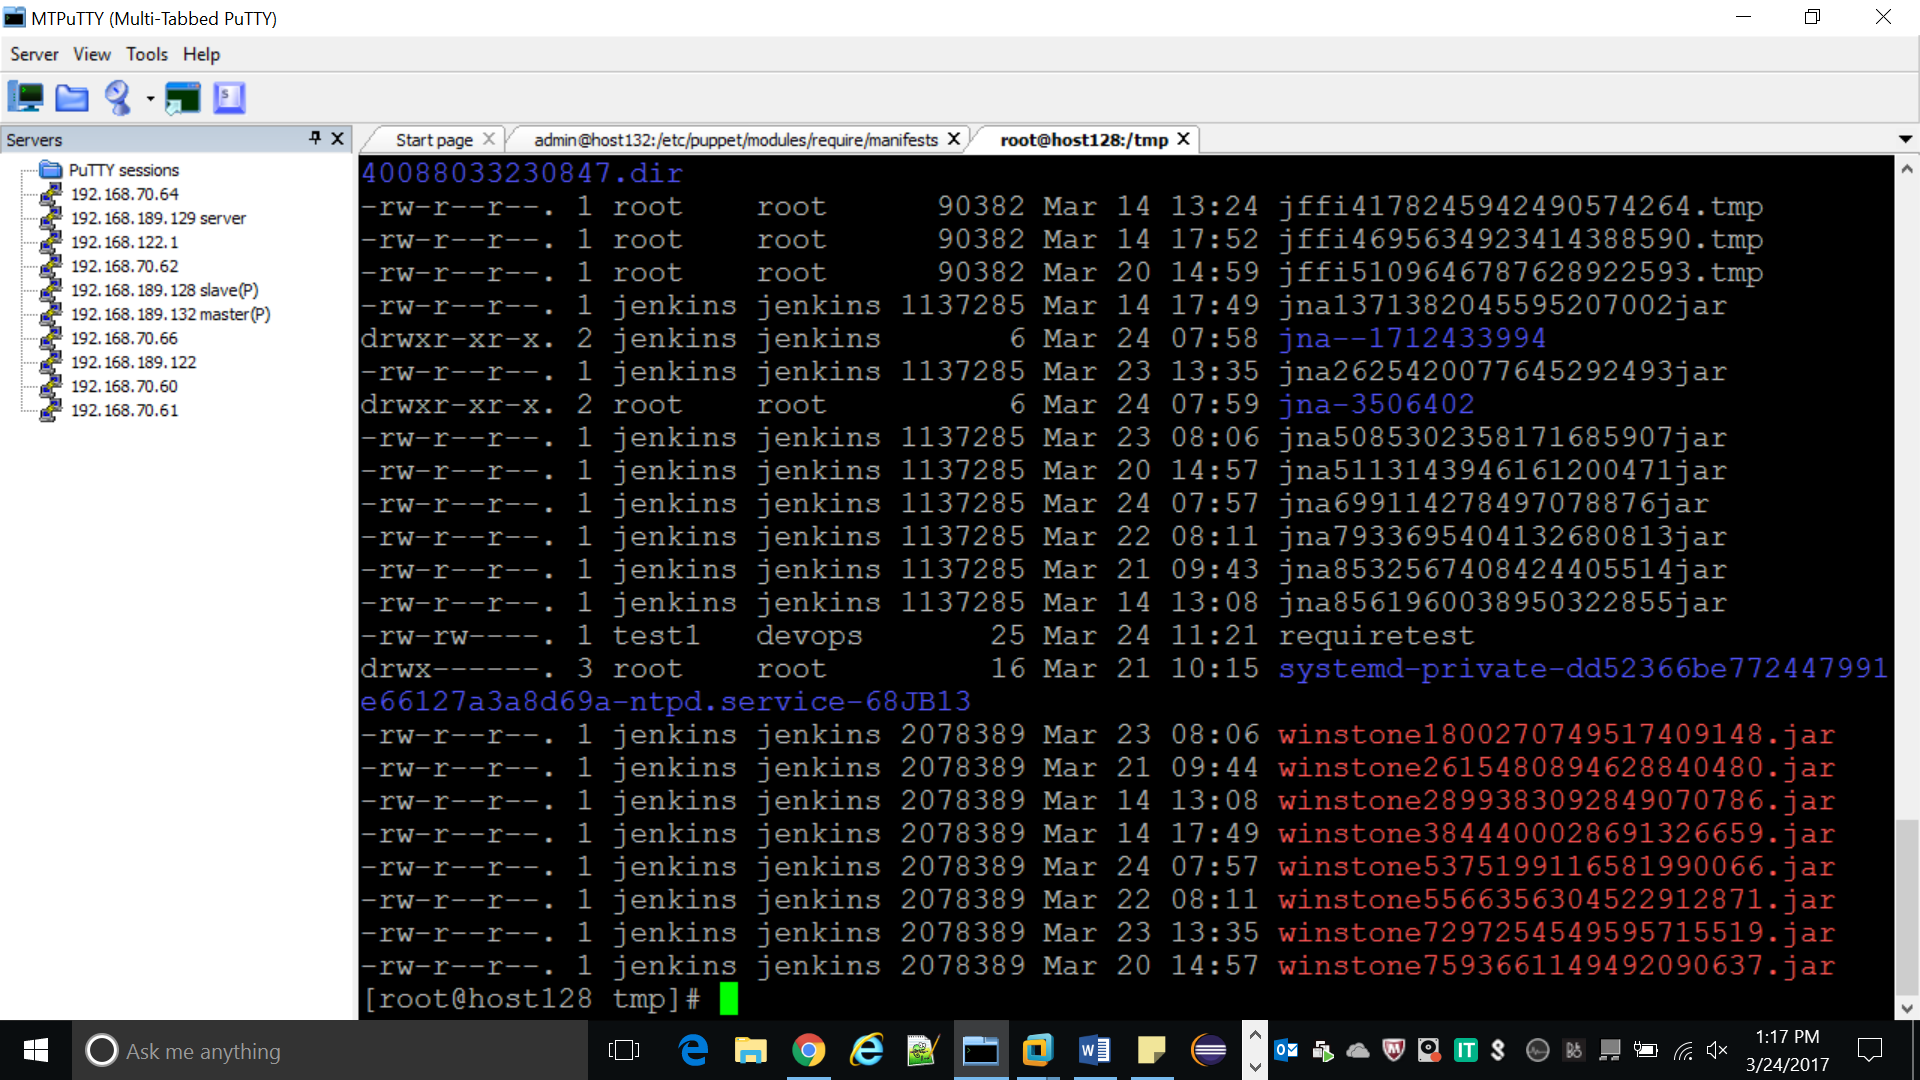 MTPuTTY (Multi-Tabbed PuTTY)
Server View Tools Help
Servers
PuTTY sessions
192.168.70.64
192.168.189.129 server
192.168.122.1
192.168.70.62
192.168.189.128 slave(P)
192.168.189.132 master(P)
192.168.70.66
192.168.189.122
192.168.70.60
192.168.70.61
Start page admin@host132:/etc/puppet/modules/require/manifests root@host128:/tmp
40088033230847.dir
-rw-r--r--. 1 root root 90382 Mar 14 13:24 jffi4178245942490574264.tmp
-rw-r--r--. 1 root root 90382 Mar 14 17:52 jffi4695634923414388590.tmp
-rw-r--r--. 1 root root 90382 Mar 20 14:59 jffi5109646787628922593.tmp
-rw-r--r--. 1 jenkins jenkins 1137285 Mar 14 17:49 jna1371382045595207002jar
drwxr-xr-x. 2 jenkins jenkins 6 Mar 24 07:58 jna--1712433994
-rw-r--r--. 1 jenkins jenkins 1137285 Mar 23 13:35 jna2625420077645292493jar
drwxr-xr-x. 2 root root 6 Mar 24 07:59 jna-3506402
-rw-r--r--. 1 jenkins jenkins 1137285 Mar 23 08:06 jna5085302358171685907jar
-rw-r--r--. 1 jenkins jenkins 1137285 Mar 20 14:57 jna5113143946161200471jar
-rw-r--r--. 1 jenkins jenkins 1137285 Mar 24 07:57 jna699114278497078876jar
-rw-r--r--. 1 jenkins jenkins 1137285 Mar 22 08:11 jna7933695404132680813jar
-rw-r--r--. 1 jenkins jenkins 1137285 Mar 21 09:43 jna8532567408424405514jar
-rw-r--r--. 1 jenkins jenkins 1137285 Mar 14 13:08 jna8561960038950322855jar
-rw-rw----. 1 test1 devops 25 Mar 24 11:21 requiretest
drwx------. 3 root root 16 Mar 21 10:15 systemd-private-dd52366be772447991
e66127a3a8d69a-ntpd.service-68JB13
-rw-r--r--. 1 jenkins jenkins 2078389 Mar 23 08:06 winstone1800270749517409148.jar
-rw-r--r--. 1 jenkins jenkins 2078389 Mar 21 09:44 winstone2615480894628840480.jar
-rw-r--r--. 1 jenkins jenkins 2078389 Mar 14 13:08 winstone2899383092849070786.jar
-rw-r--r--. 1 jenkins jenkins 2078389 Mar 14 17:49 winstone3844400028691326659.jar
-rw-r--r--. 1 jenkins jenkins 2078389 Mar 24 07:57 winstone5375199116581990066.jar
-rw-r--r--. 1 jenkins jenkins 2078389 Mar 22 08:11 winstone5566356304522912871.jar
-rw-r--r--. 1 jenkins jenkins 2078389 Mar 23 13:35 winstone7297254549595715519.jar
-rw-r--r--. 1 jenkins jenkins 2078389 Mar 20 14:57 winstone7593661149492090637.jar
[root@host128 tmp]#
Ask me anything
1:17 PM
3/24/2017